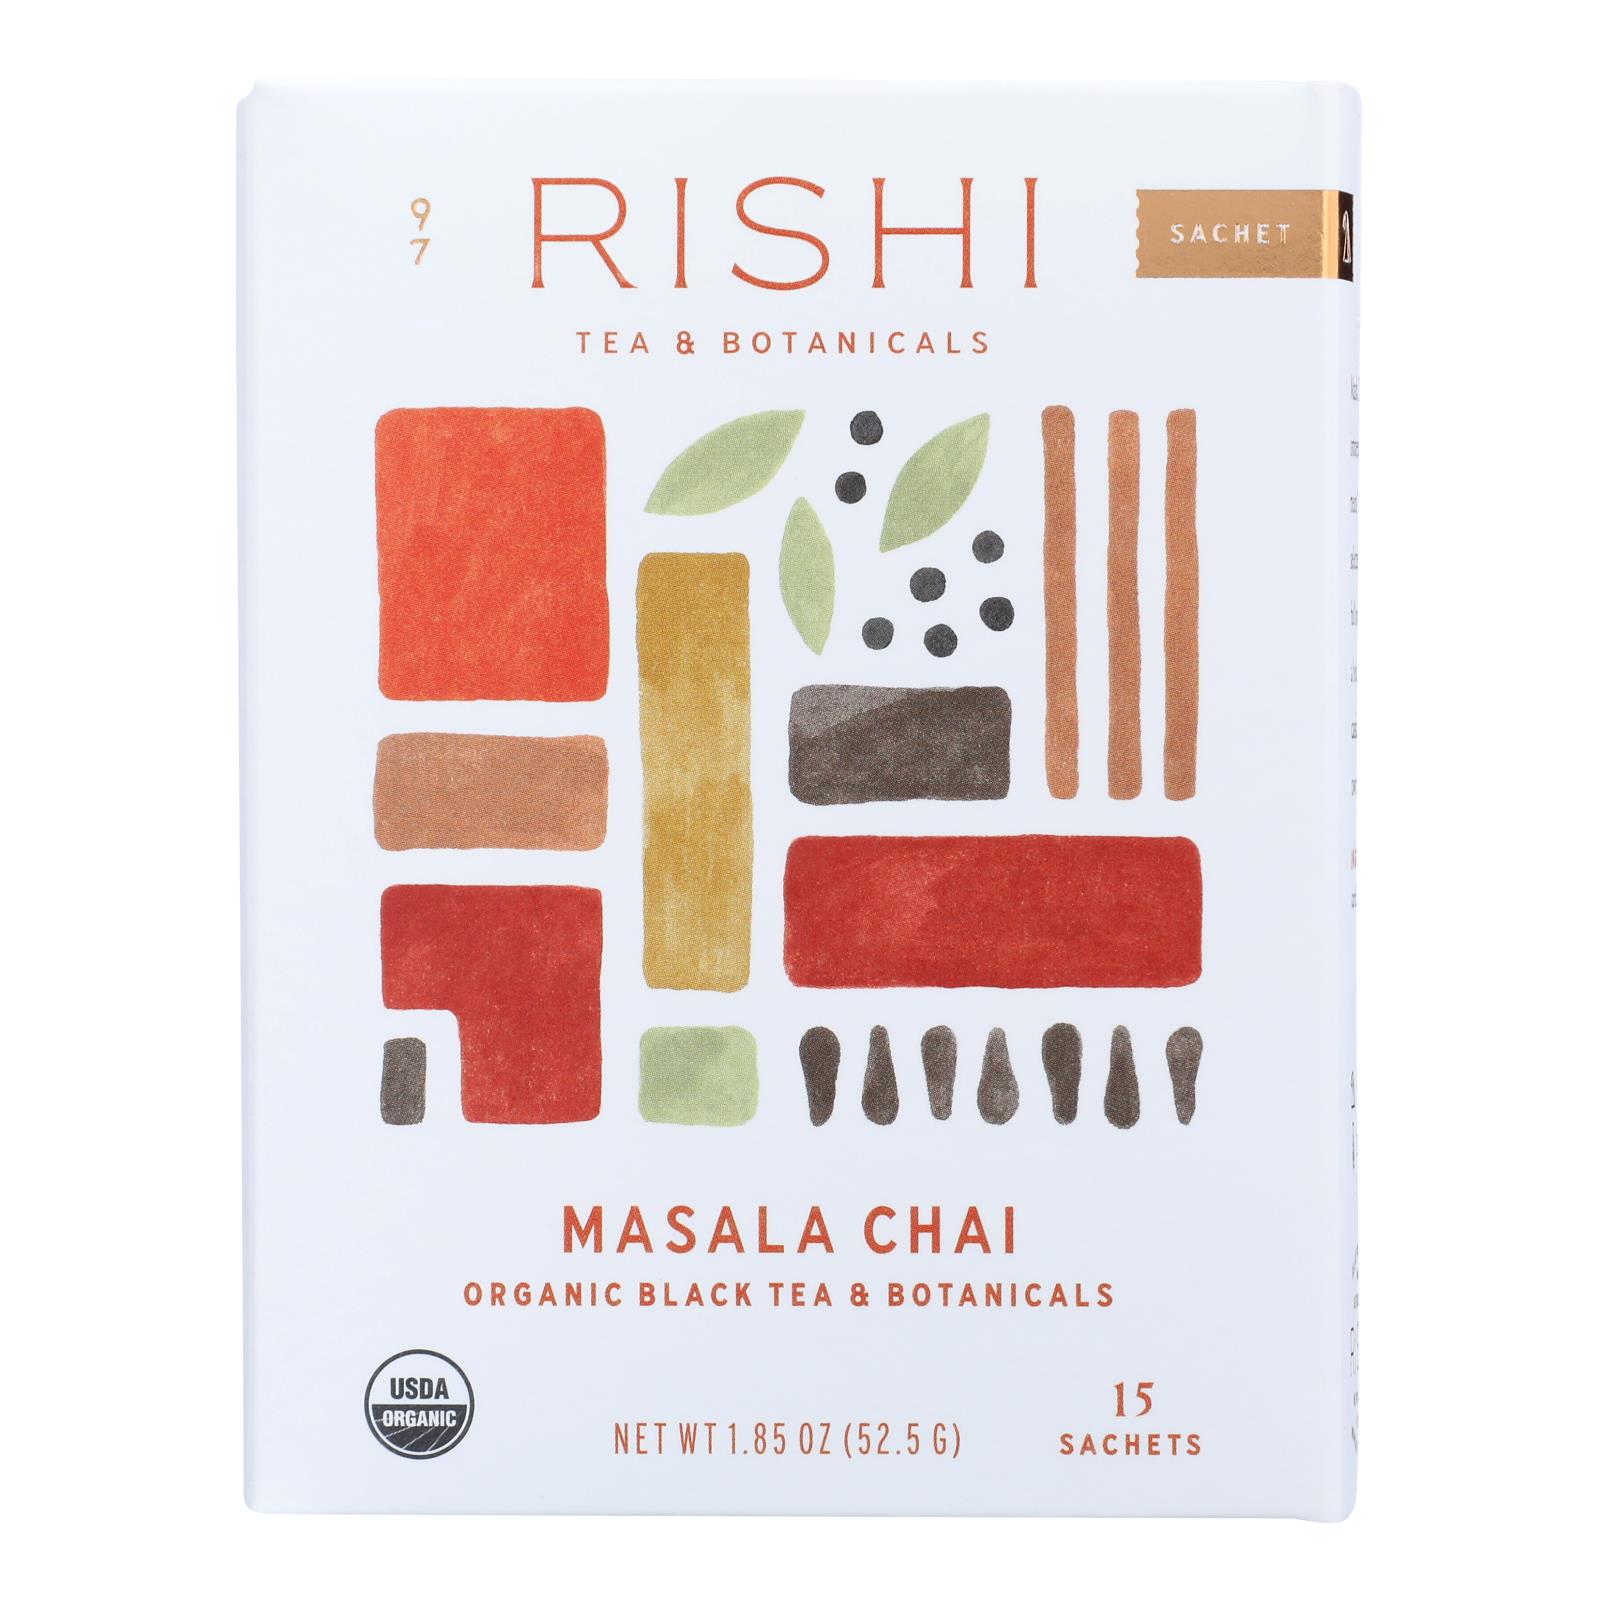 97
RISHI
SACHET
TEA & BOTANICALS
MASALA CHAI
ORGANIC BLACK TEA & BOTANICALS
USDA
ORGANIC
NET WT 1.85 OZ (52.5 G)
15
SACHETS